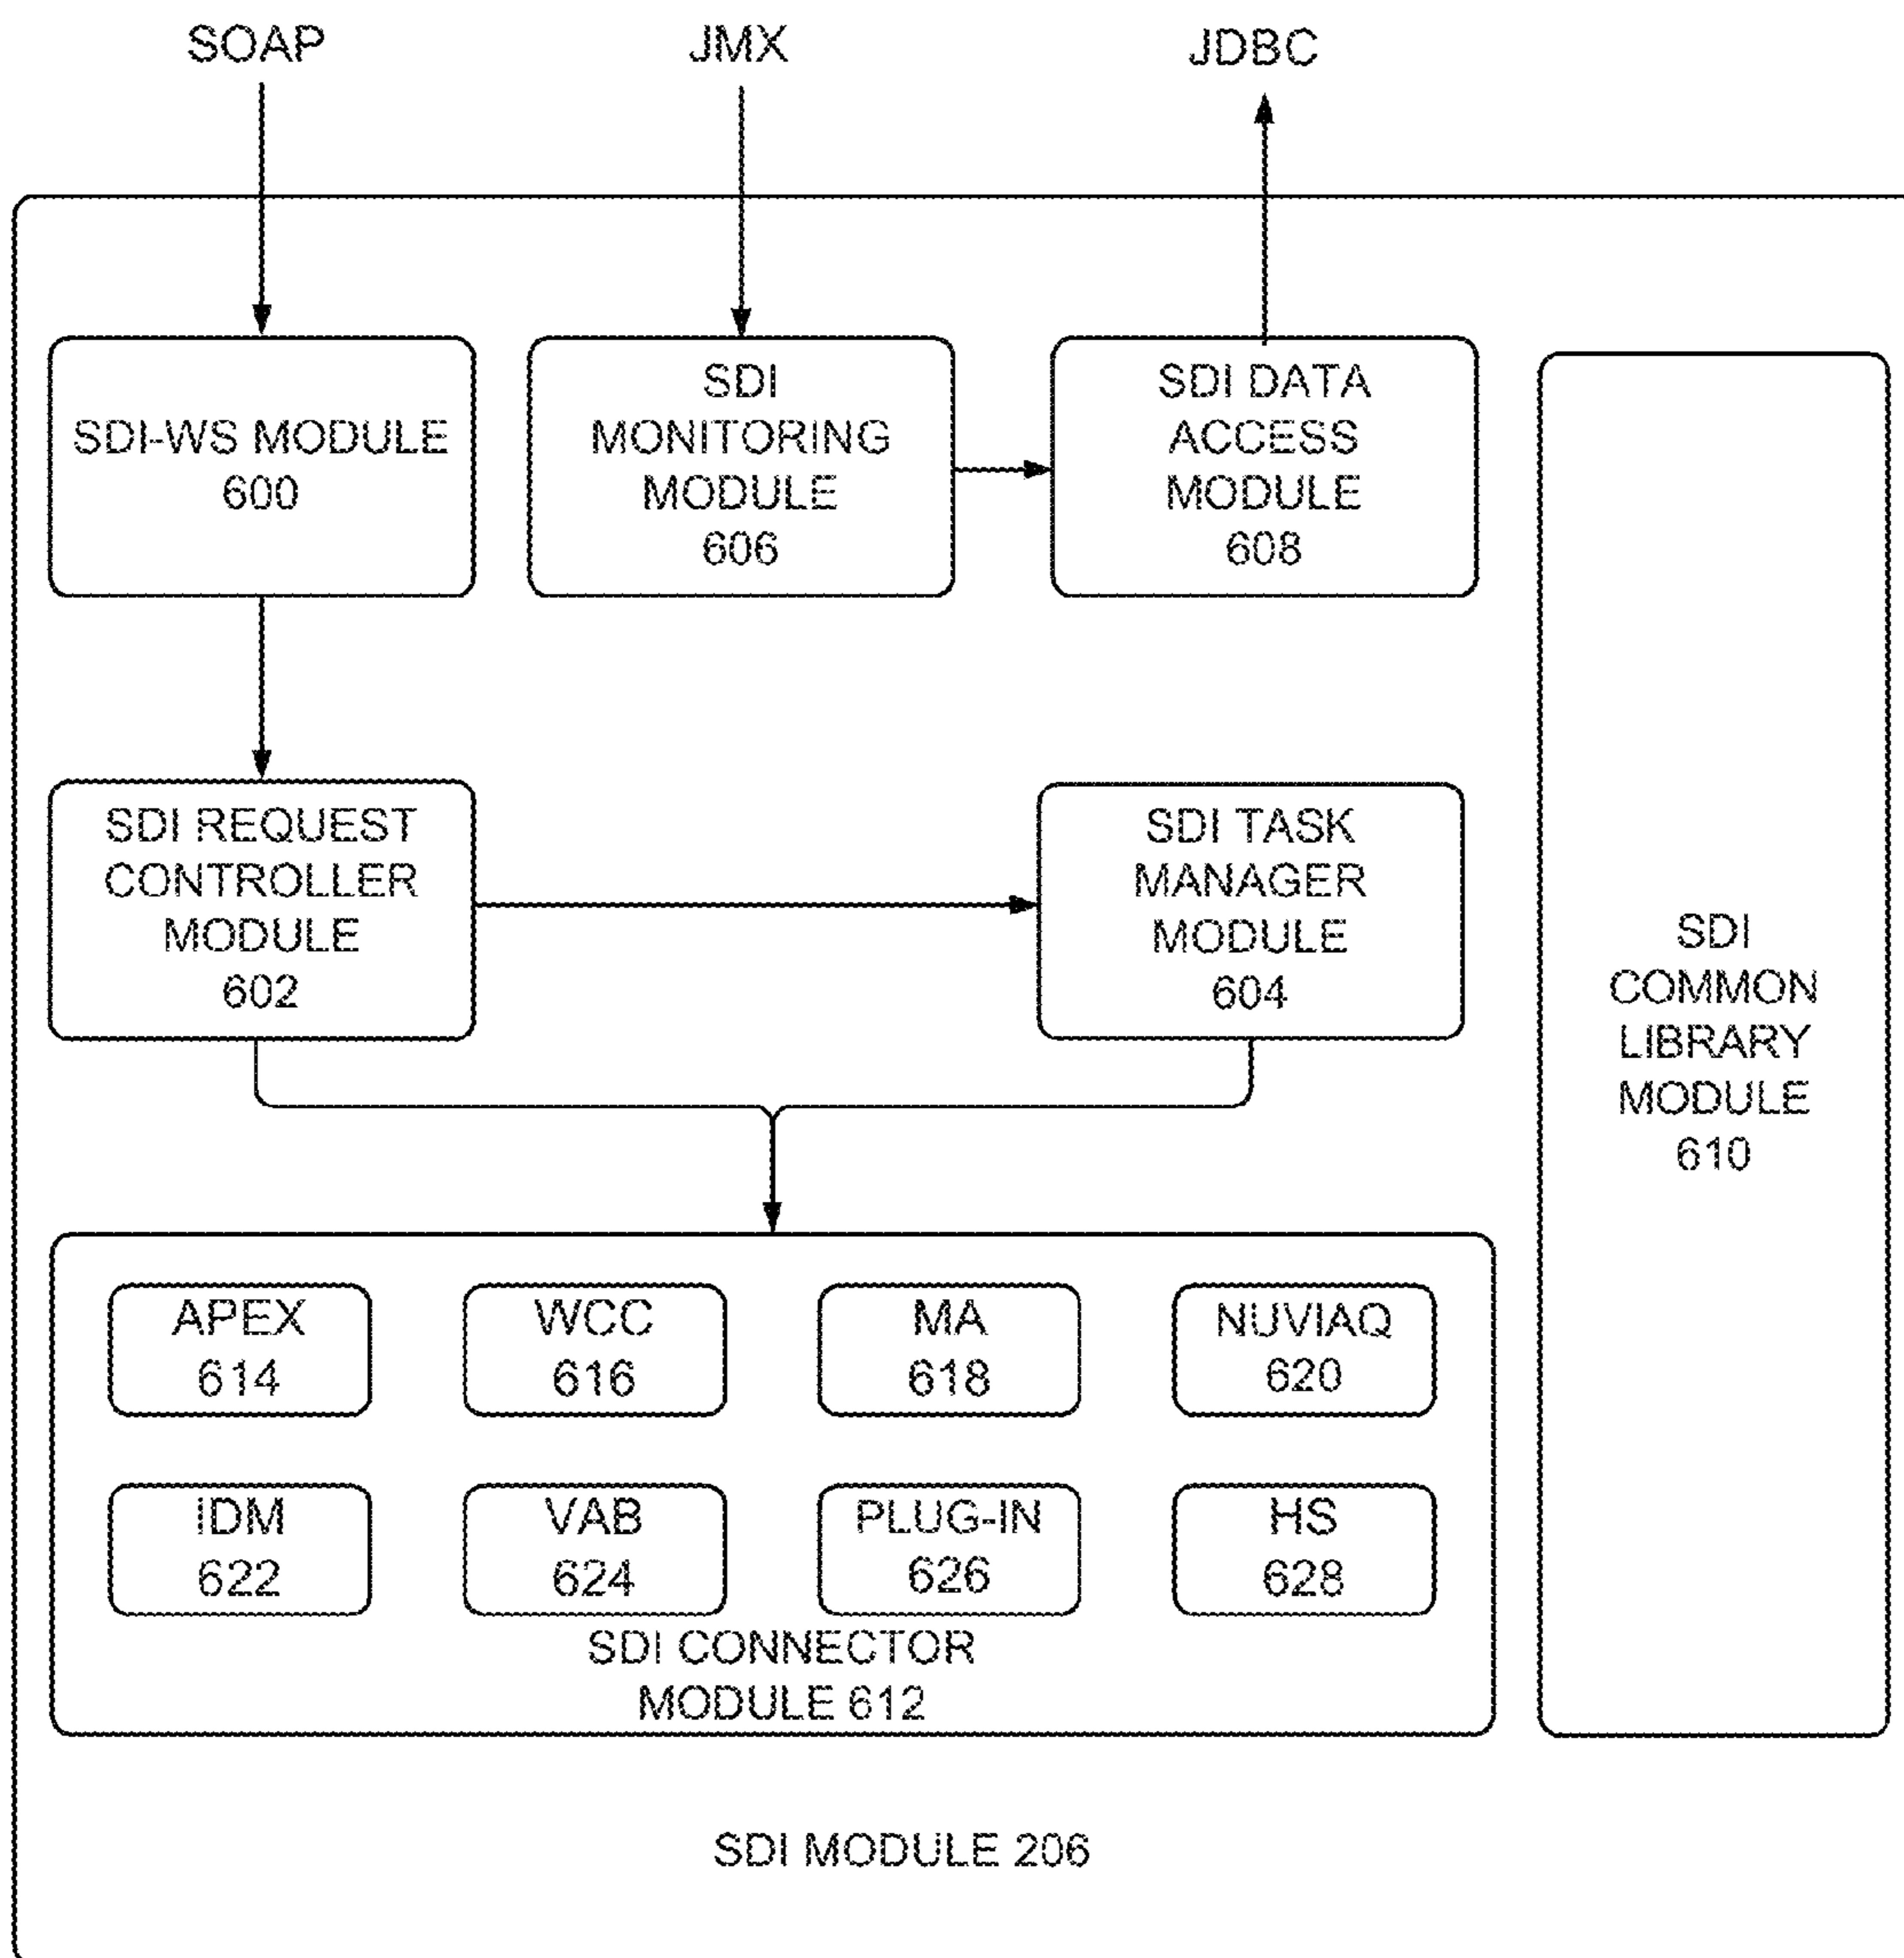 SOAP
JMX
JDBC
SDI-WS MODULE
600
SDI
MONITORING
MODULE
606
SDI DATA
ACCESS
MODULE
608
SDI REQUEST
CONTROLLER
MODULE
602
SDI TASK
MANAGER
MODULE
604
SDI
COMMON
LIBRARY
MODULE
610
APEX
614
WCC
616
MA
618
NUVIAQ
620
IDM
622
VAB
624
PLUG-IN
626
HS
628
SDI CONNECTOR
MODULE 612
SDI MODULE 206